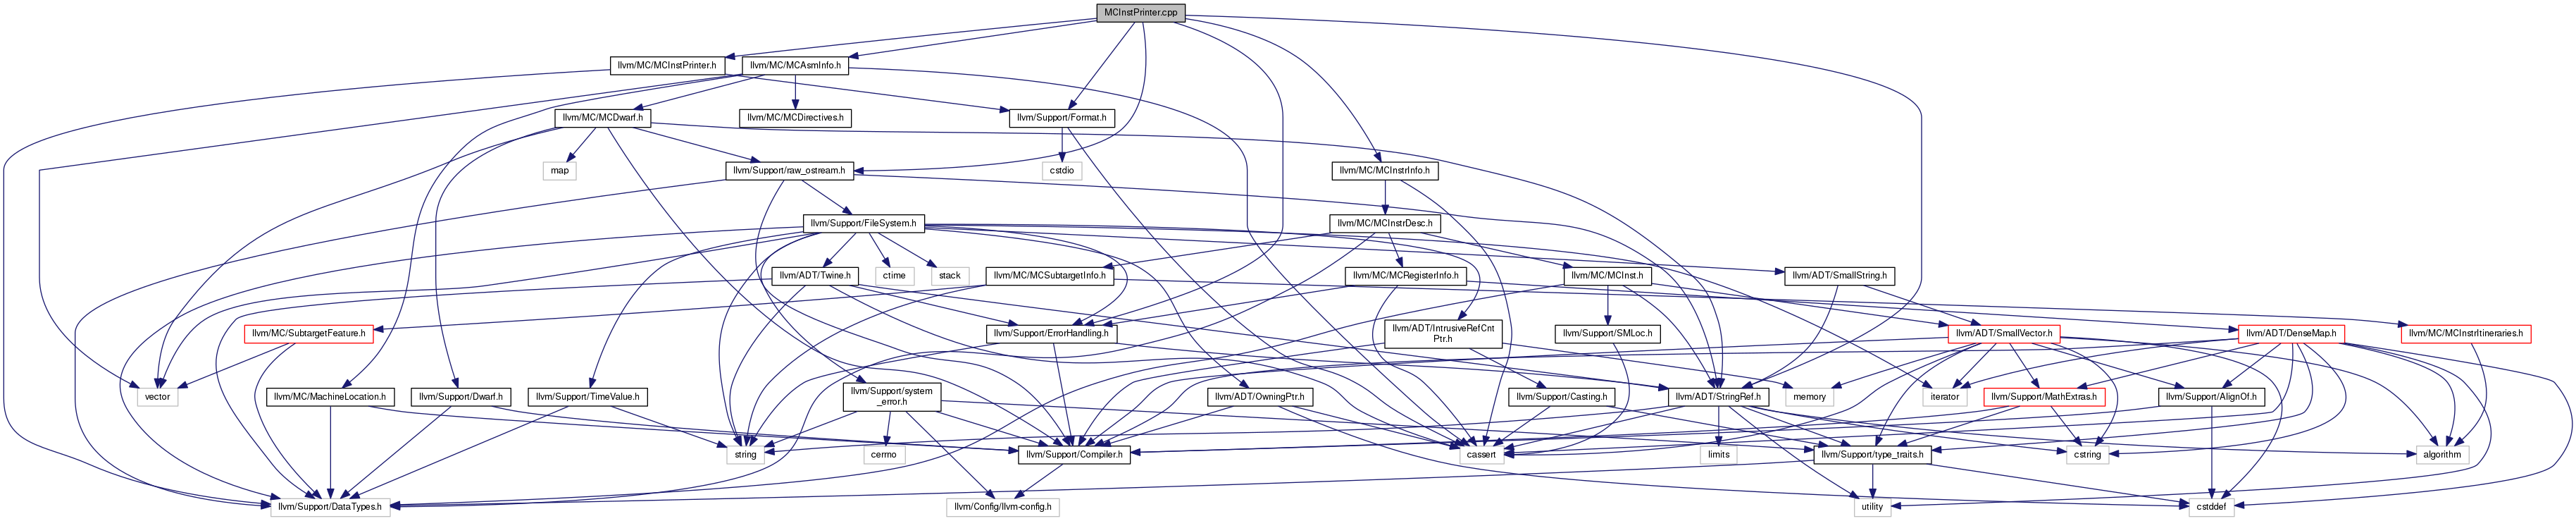 MCInstPrinter.cpp
llvm/MC/MCInstPrinter.h
llvm/MC/MCAsmInfo.h
llvm/MC/MCDwarf.h
llvm/MC/MCDirectives.h
llvm/Support/Format.h
map
llvm/Support/raw_ostream.h
cstdio
llvm/MC/MCInstrInfo.h
llvm/Support/FileSystem.h
llvm/MC/MCInstrDesc.h
llvm/ADT/Twine.h
ctime
stack
llvm/MC/MCSubtargetInfo.h
llvm/MC/MCRegisterInfo.h
llvm/MC/MCInst.h
llvm/ADT/SmallString.h
llvm/MC/SubtargetFeature.h
llvm/Support/ErrorHandling.h
llvm/ADT/IntrusiveRefCnt
Ptr.h
llvm/Support/SMLoc.h
llvm/ADT/SmallVector.h
llvm/ADT/DenseMap.h
llvm/MC/MCInstrItineraries.h
vector
llvm/MC/MachineLocation.h
llvm/Support/Dwarf.h
llvm/Support/TimeValue.h
llvm/Support/system
_error.h
llvm/ADT/OwningPtr.h
llvm/Support/Casting.h
memory
llvm/ADT/StringRef.h
iterator
llvm/Support/MathExtras.h
llvm/Support/AlignOf.h
string
cerrno
llvm/Support/Compiler.h
cassert
limits
llvm/Support/type_traits.h
cstring
algorithm
llvm/Support/DataTypes.h
llvm/Config/llvm-config.h
utility
cstddef